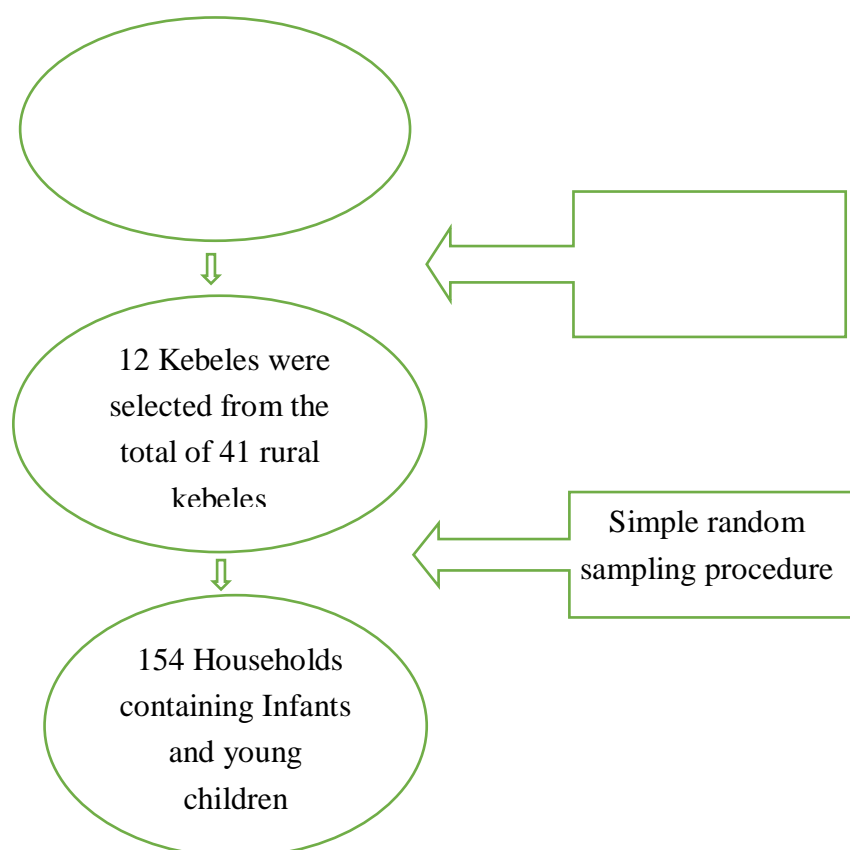 12 Kebeles were
selected from the
total of 41 rural
kebeles
Simple random
sampling procedure
154 Households
containing Infants
and young
children